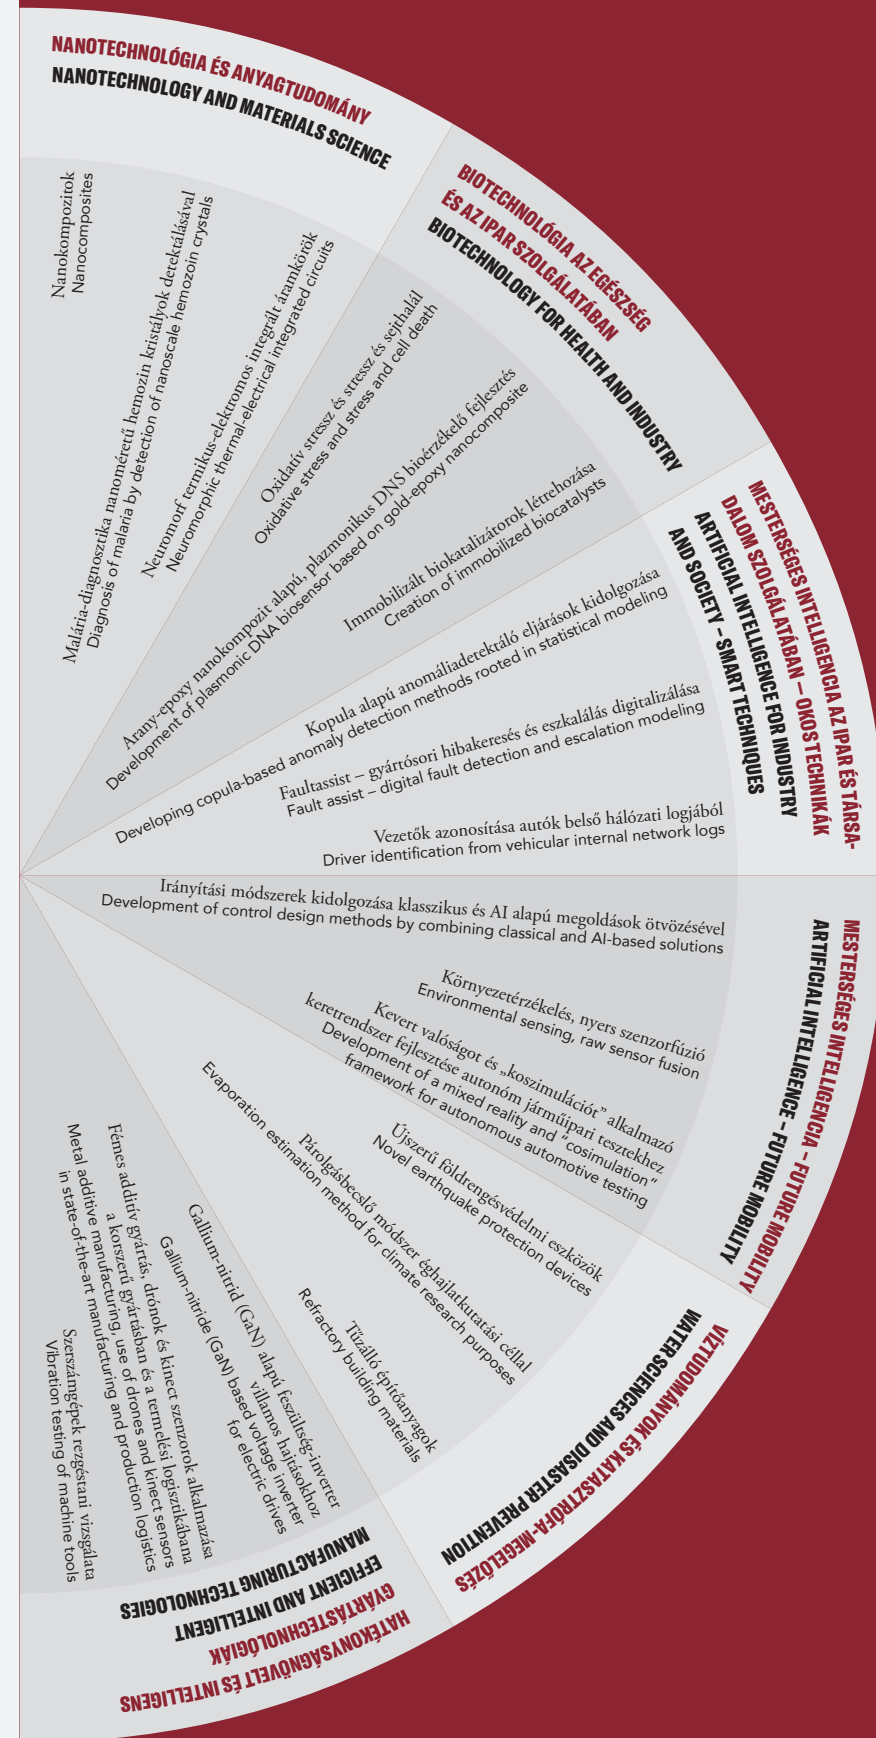 NANOTECHNOLÓGIA ÉS ANYAGTUDOMÁNY
NANOTECHNOLOGY AND MATERIALS SCIENCE
Nanokompozitok
Nanocomposites
Malária-diagnosztika nanoméretű hemozin kristályok detektálásával
Diagnosis of malaria by detection of nanoscale hemozoin crystals
Neuromorf termikus-elektromos integrált áramkörök
Neuromorphic thermal-electrical integrated circuits
BIOTECHNOLÓGIA AZ EGÉSZSÉG
ÉS AZ IPAR SZOLGÁLATÁBAN
BIOTECHNOLOGY FOR HEALTH AND INDUSTRY
Oxidatív stressz és stressz és sejthalál
Oxidative stress and stress and cell death
Arany-epoxy nanokompozit alapú, plazmonikus DNS bioérzékelő fejlesztés
Development of plasmonic DNA biosensor based on gold-epoxy nanocomposite
Immobilizált biokatalizátorok létrehozása
Creation of immobilized biocatalysts
MESTERSÉGES INTELLIGENCIA AZ IPAR ÉS TÁRSA-
DALOM SZOLGÁLATÁBAN – OKOS TECHNIKÁK
ARTIFICIAL INTELLIGENCE FOR INDUSTRY
AND SOCIETY – SMART TECHNIQUES
Kopula alapú anomáliadetektráló eljárások kidolgozása
Developing copula-based anomaly detection methods rooted in statistical modeling
Faultassist – gyártósori hibakeresés és eszkalálás digitalizálása
Fault assist – digital fault detection and escalation modeling
Vezetők azonosítása autók belső hálózati logjából
Driver identification from vehicular internal network logs
MESTERSÉGES INTELLIGENCIA – FUTURE MOBILITY
ARTIFICIAL INTELLIGENCE – FUTURE MOBILITY
Irányítási módszerek kidolgozása klasszikus és AI alapú megoldások ötvözésével
Development of control design methods by combining classical and AI-based solutions
Környezetérzékelés, nyers szenzorfúzió
Environmental sensing, raw sensor fusion
Kevert valóságot és „koszimulációt” alkalmazó
keretrendszer fejlesztése autonóm járműipari tesztekhez
Development of a mixed reality and “cosimulation”
framework for autonomous automotive testing
VÍZTUDOMÁNYOK ÉS KATASZTRÓFA-MEGELŐZÉS
WATER SCIENCES AND DISASTER PREVENTION
Újszerű földrengésvédelmi eszközök
Novel earthquake protection devices
Párolgásbecslő módszer éghajlatkutatási céllal
Evaporation estimation method for climate research purposes
Tűzálló építőanyagok
Refractory building materials
HATÉKONYSÁGNÖVELT ÉS INTELLIGENS
GYÁRTÁSTECHNOLÓGIÁK
EFFICIENT AND INTELLIGENT
MANUFACTURING TECHNOLOGIES
Gallium-nitrid (GaN) alapú feszültség-inverter
villamos hajtásokhoz
Gallium-nitride (GaN) based voltage inverter
for electric drives
Fémes additív gyártás, drónok és kinect szenzorok alkalmazása
a korszerű gyártásban és a termelési logisztikábana
Metal additive manufacturing, use of drones and kinect sensors
in state-of-the-art manufacturing and production logistics
Szerszámgépek rezgéstani vizsgálata
Vibration testing of machine tools